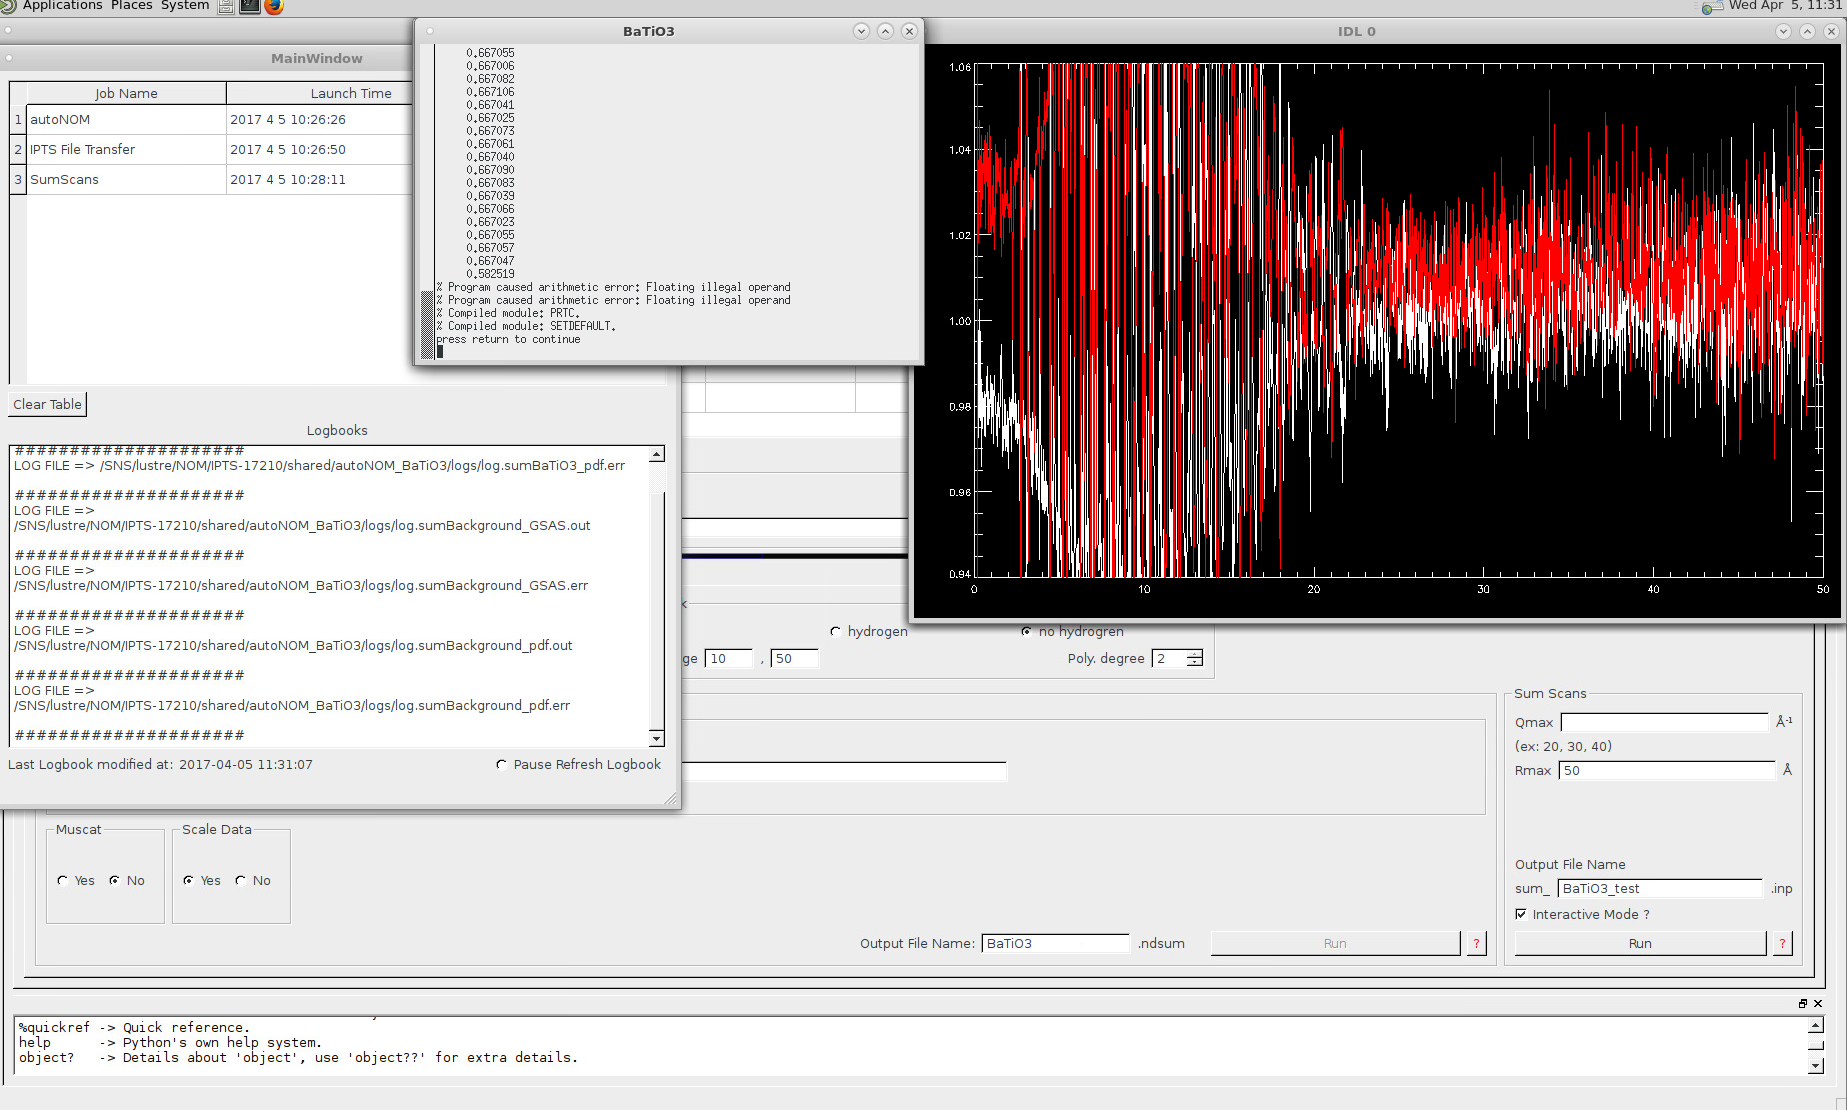 Applications Places System
Wed Apr 5, 11:31
MainWindow
Job Name Launch Time
1 autoNOM 2017 4 5 10:26:26
2 IPTS File Transfer 2017 4 5 10:26:50
3 SumScans 2017 4 5 10:28:11
Clear Table
Logbooks
######################
LOG FILE => /SNS/lustre/NOM/IPTS-17210/shared/autoNOM_BaTiO3/logs/log.sumBaTiO3_pdf.err
######################
LOG FILE =>
/SNS/lustre/NOM/IPTS-17210/shared/autoNOM_BaTiO3/logs/log.sumBackground_GSAS.out
######################
LOG FILE =>
/SNS/lustre/NOM/IPTS-17210/shared/autoNOM_BaTiO3/logs/log.sumBackground_GSAS.err
######################
LOG FILE =>
/SNS/lustre/NOM/IPTS-17210/shared/autoNOM_BaTiO3/logs/log.sumBackground_pdf.out
######################
LOG FILE =>
/SNS/lustre/NOM/IPTS-17210/shared/autoNOM_BaTiO3/logs/log.sumBackground_pdf.err
######################
Last Logbook modified at: 2017-04-05 11:31:07
Pause Refresh Logbook
BaTiO3
0.667055
0.667006
0.667082
0.667106
0.667041
0.667025
0.667073
0.667061
0.667040
0.667090
0.667083
0.667039
0.667066
0.667023
0.667055
0.667057
0.667047
0.582519
% Program caused arithmetic error: Floating illegal operand
% Program caused arithmetic error: Floating illegal operand
% Compiled module: PRTC.
% Compiled module: SETDEFAULT.
press return to continue
IDL 0
1.06
1.04
1.02
1.00
0.98
0.96
0.94
0 10 20 30 40 50
hydrogen no hydrogren
ge 10 , 50 Poly. degree 2
Sum Scans
Qmax Å-1
(ex: 20, 30, 40)
Rmax 50 Å
Output File Name
sum_ BaTiO3_test .inp
Interactive Mode ?
Run ?
Muscat
Yes No
Scale Data
Yes No
Output File Name: BaTiO3 .ndsum Run ?
%quickref -> Quick reference.
help -> Python's own help system.
object? -> Details about 'object', use 'object??' for extra details.